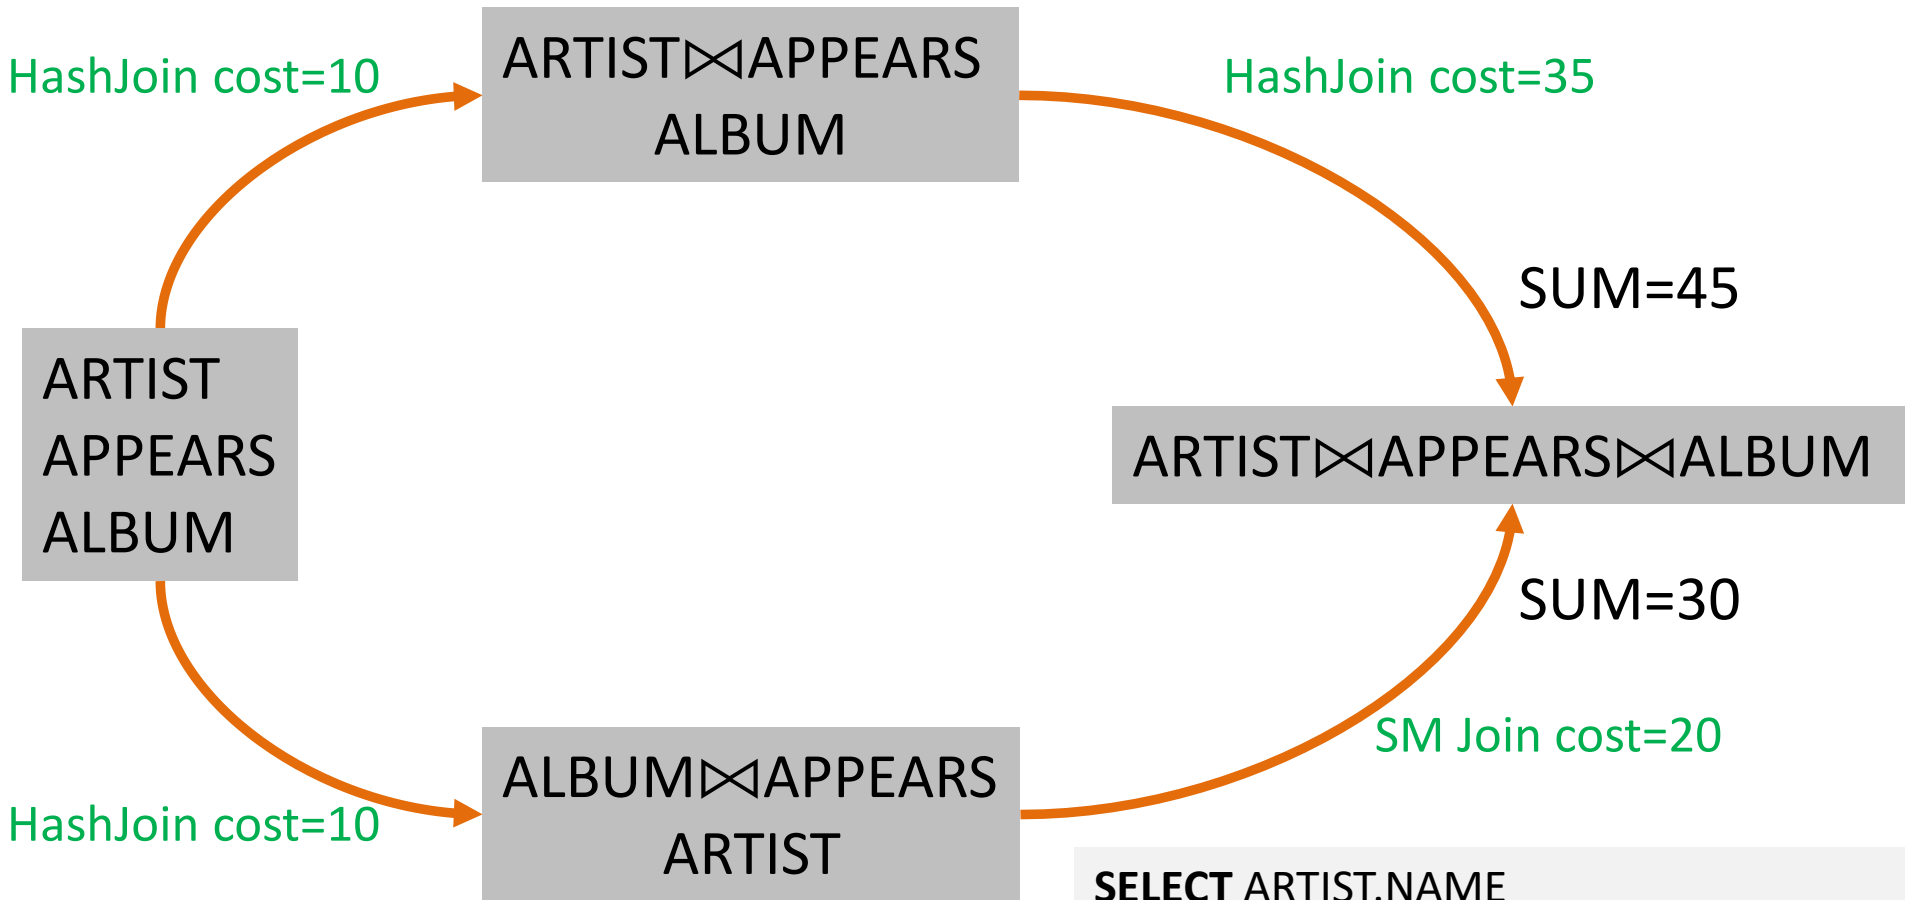 HashJoin cost=10
ARTIST⋈APPEARS
ALBUM
HashJoin cost=35
SUM=45
ARTIST
APPEARS
ALBUM
ARTIST⋈APPEARS⋈ALBUM
SUM=30
SM Join cost=20
HashJoin cost=10
ALBUM⋈APPEARS
ARTIST
SELECT ARTIST.NAME